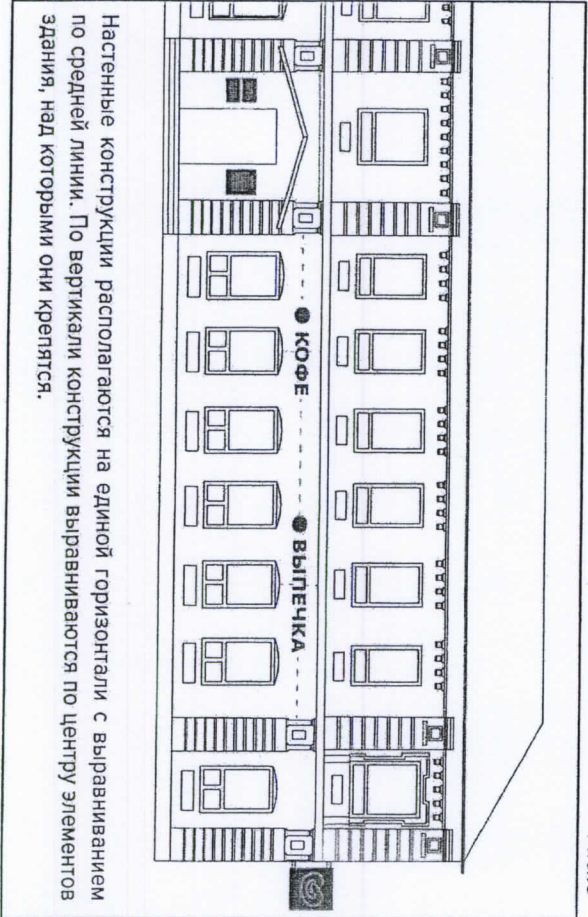 КОФЕ ВЫПЕЧКА
Настенные конструкции располагаются на единой горизонтали с выравниванием
по средней линии. По вертикали конструкции выравниваются по центру элементов
здания, над которыми они крепятся.